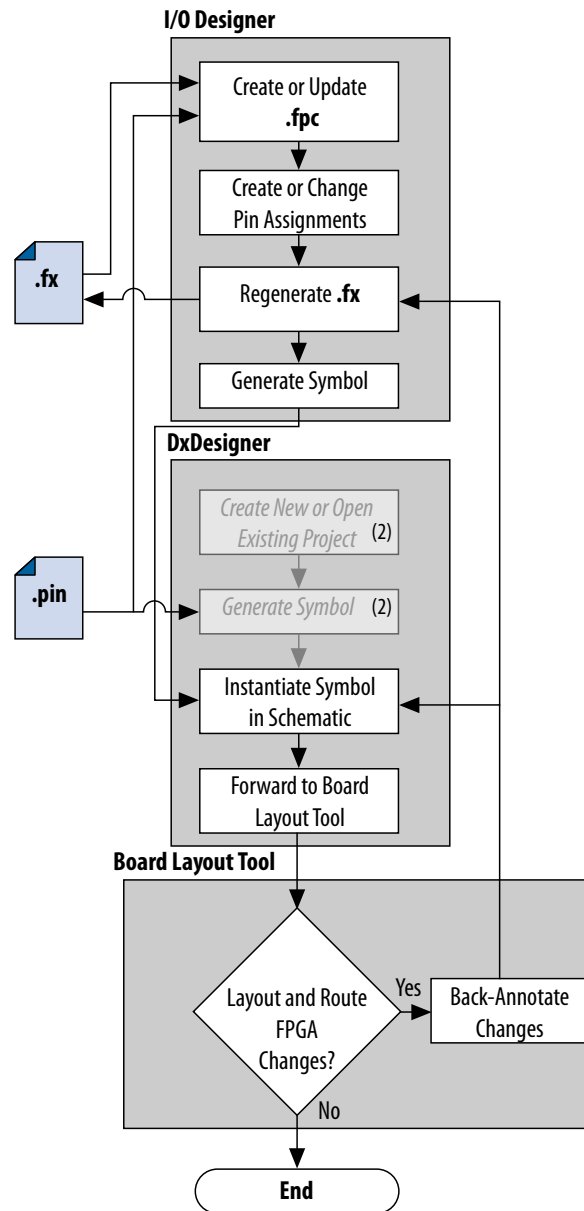 I/O Designer
Create or Update
.fpc
Create or Change
Pin Assignments
.fx
Regenerate .fx
Generate Symbol
DxDesigner
Create New or Open
Existing Project
(2)
.pin
Generate Symbol (2)
Instantiate Symbol
in Schematic
Forward to Board
Layout Tool
Board Layout Tool
Layout and Route
FPGA
Changes?
Yes
Back-Annotate
Changes
No
End